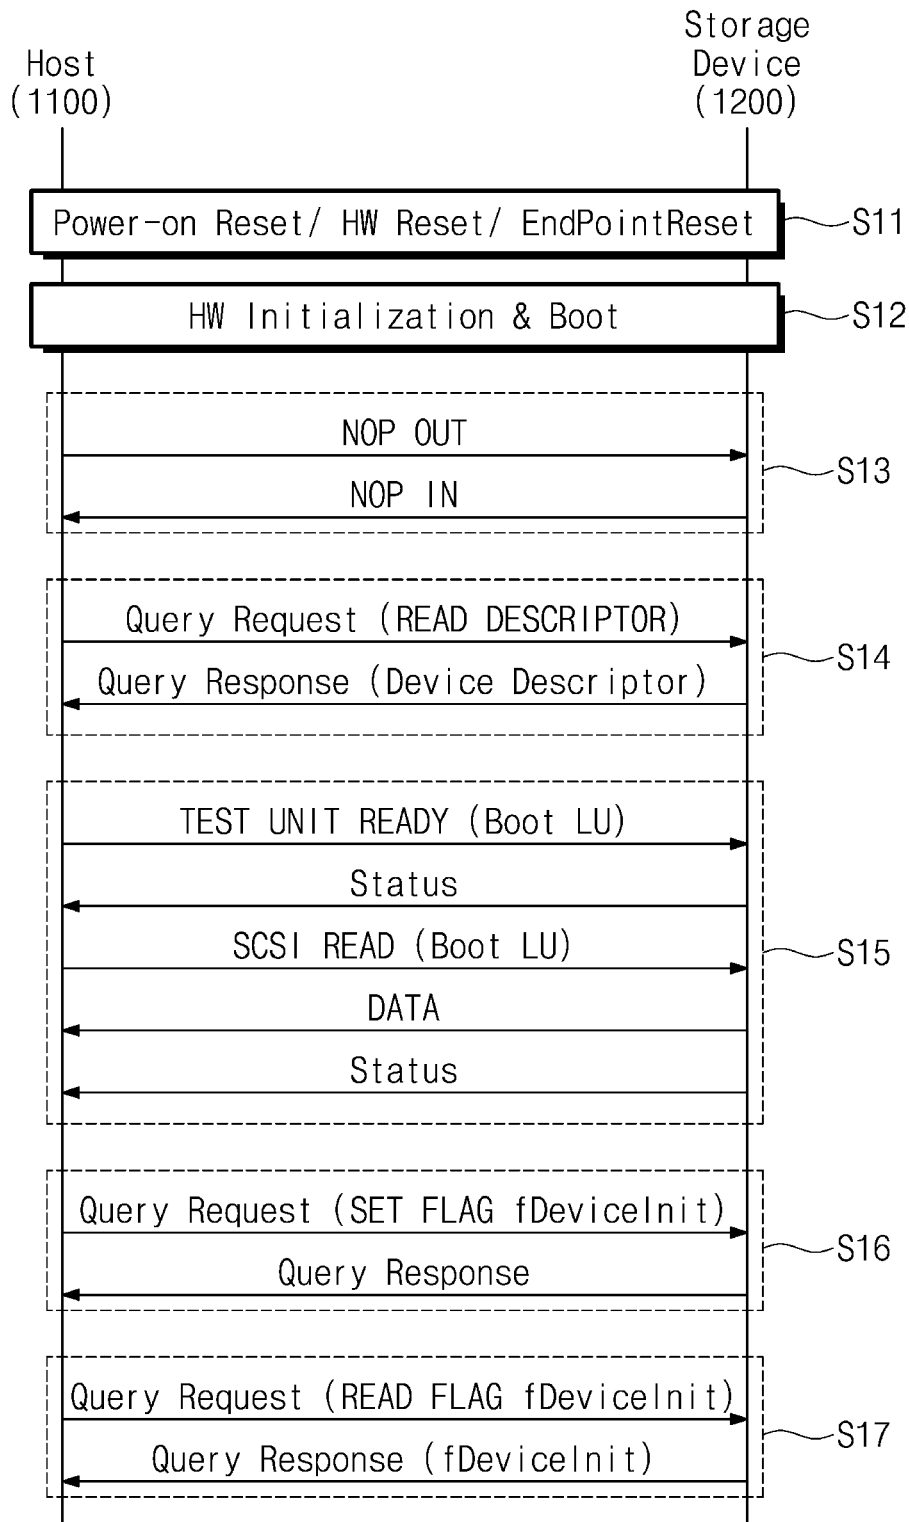 Host
(1100)
Storage
Device
(1200)
Power-on Reset/ HW Reset/ EndPointReset
S11
HW Initialization & Boot
S12
NOP OUT
NOP IN
S13
Query Request (READ DESCRIPTOR)
Query Response (Device Descriptor)
S14
TEST UNIT READY (Boot LU)
Status
SCSI READ (Boot LU)
DATA
Status
S15
Query Request (SET FLAG fDeviceInit)
Query Response
S16
Query Request (READ FLAG fDeviceInit)
Query Response (fDeviceInit)
S17